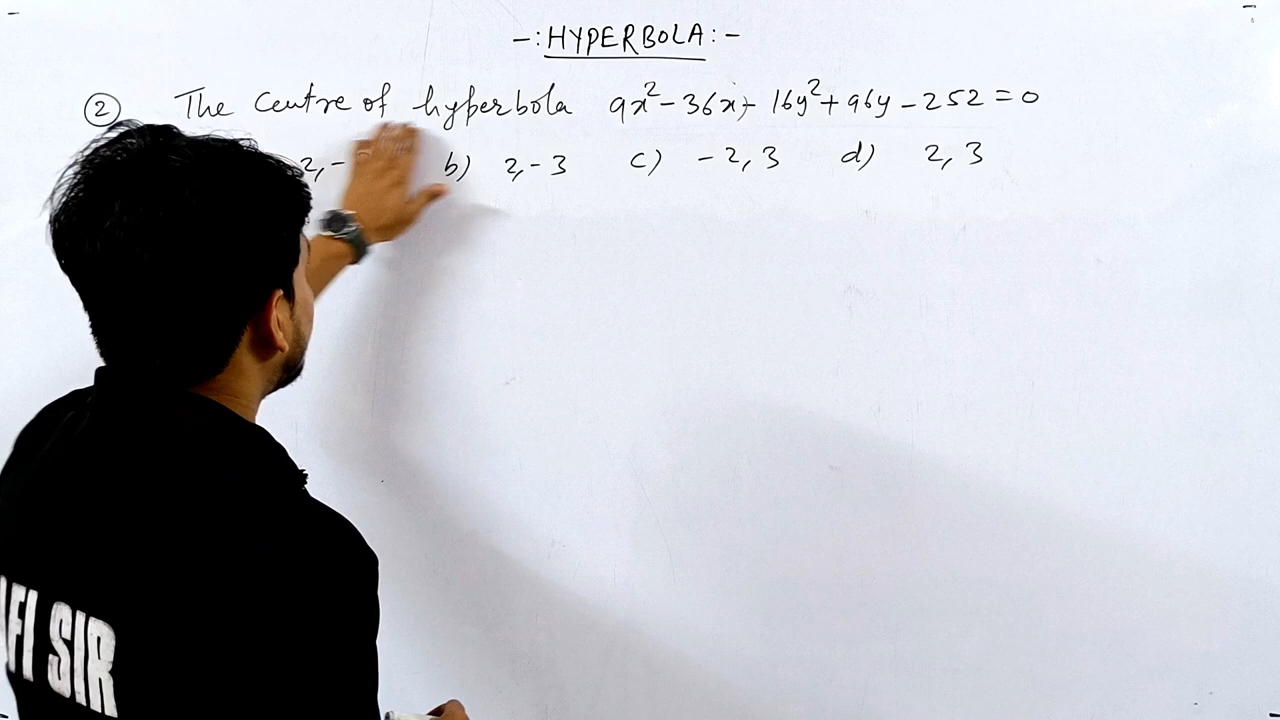 -: HYPERBOLA :-
② The Centre of hyperbola 9x² - 36x - 16y² + 96y - 252 = 0
2, - b) 2, - 3 c) - 2, 3 d) 2, 3
FI SIR